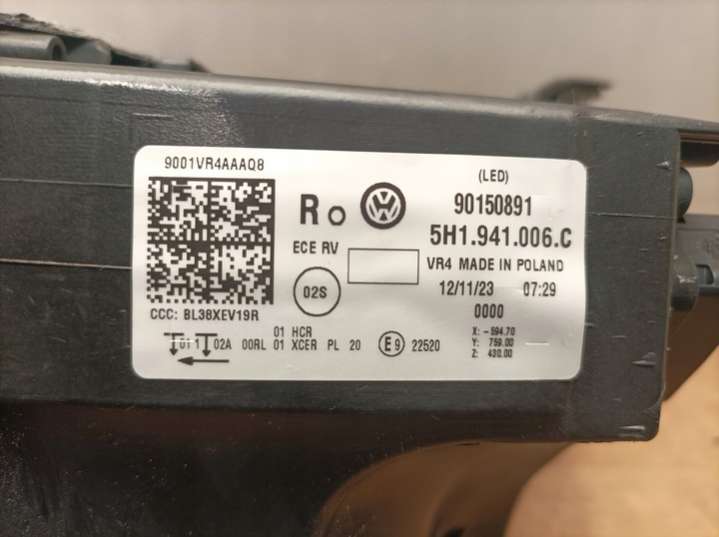 9001VR4AAAQ8
(LED)
R
90150891
5H1.941.006.C
ECE RV
VR4 MADE IN POLAND
02S
12/11/23 07:29
0000
CCC: BL38XEV19R
X: -594.70
Y: 759.00
Z: 430.00
01 HCR
02A 00RL 01 XCER PL 20 E9 22520